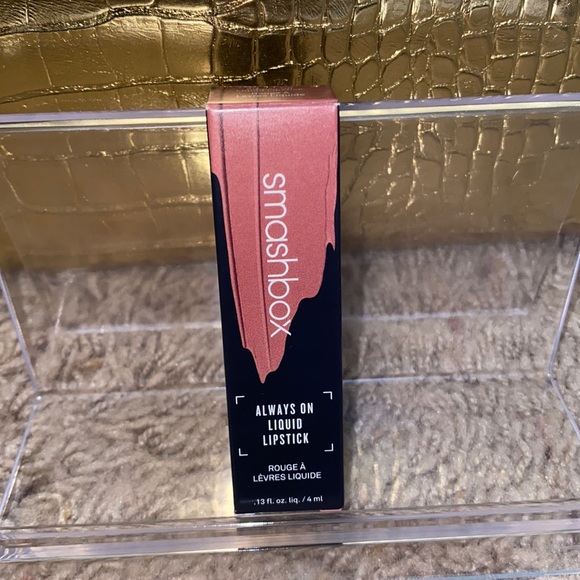 smashbox
ALWAYS ON
LIQUID
LIPSTICK
ROUGE À
LÈVRES LIQUIDE
.13 fl. oz. liq. / 4 ml